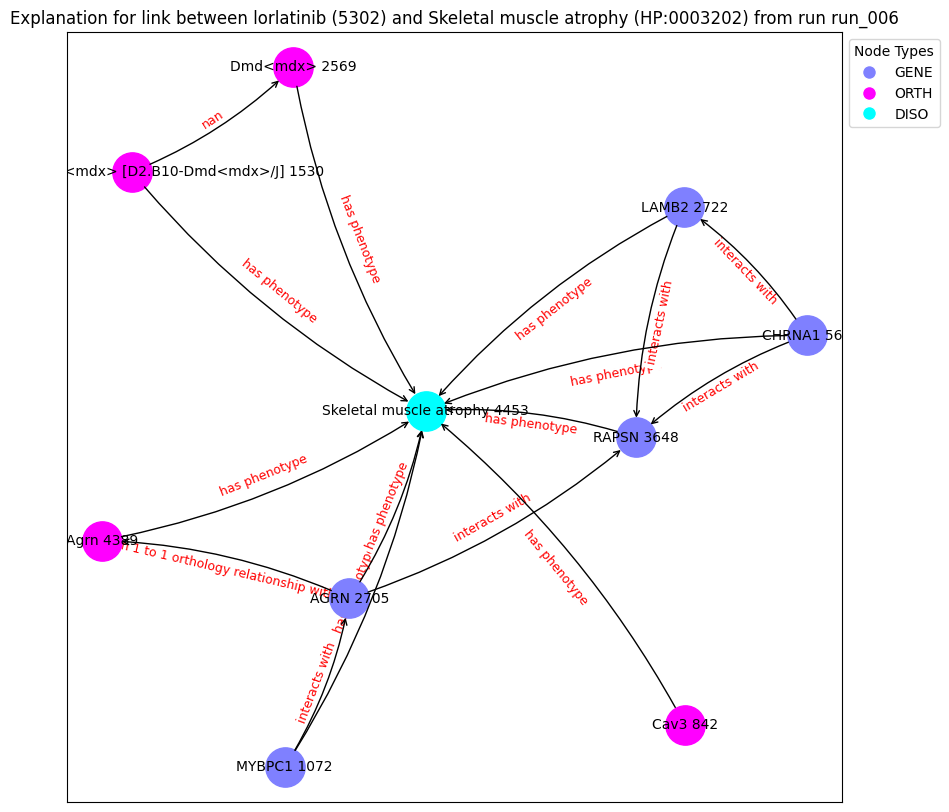 Explanation for link between lorlatinib (5302) and Skeletal muscle atrophy (HP:0003202) from run run_006
Node Types
GENE
ORTH
DISO
Dmd<mdx> 2569
nan
<mdx> [D2.B10-Dmd<mdx>/J] 1530
has phenotype
LAMB2 2722
interacts with
has phenotype
has phenotype
interacts with
CHRNA1 56
has phenotyp
interacts with
Skeletal muscle atrophy 4453
has phenotype
RAPSN 3648
has phenotype
interacts with
has phenotype
Agrn 4389
1 to 1 orthology relationship with
has phenotype
AGRN 2705
interacts with
Cav3 842
MYBPC1 1072